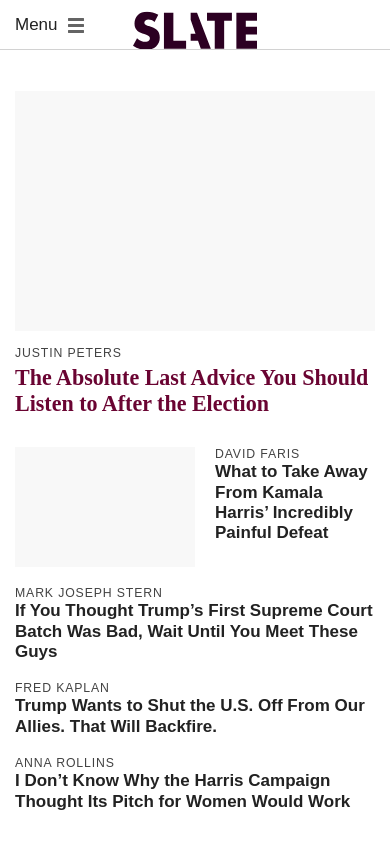 Menu
SLATE
JUSTIN PETERS
The Absolute Last Advice You Should
Listen to After the Election
DAVID FARIS
What to Take Away
From Kamala
Harris’ Incredibly
Painful Defeat
MARK JOSEPH STERN
If You Thought Trump’s First Supreme Court
Batch Was Bad, Wait Until You Meet These
Guys
FRED KAPLAN
Trump Wants to Shut the U.S. Off From Our
Allies. That Will Backfire.
ANNA ROLLINS
I Don’t Know Why the Harris Campaign
Thought Its Pitch for Women Would Work